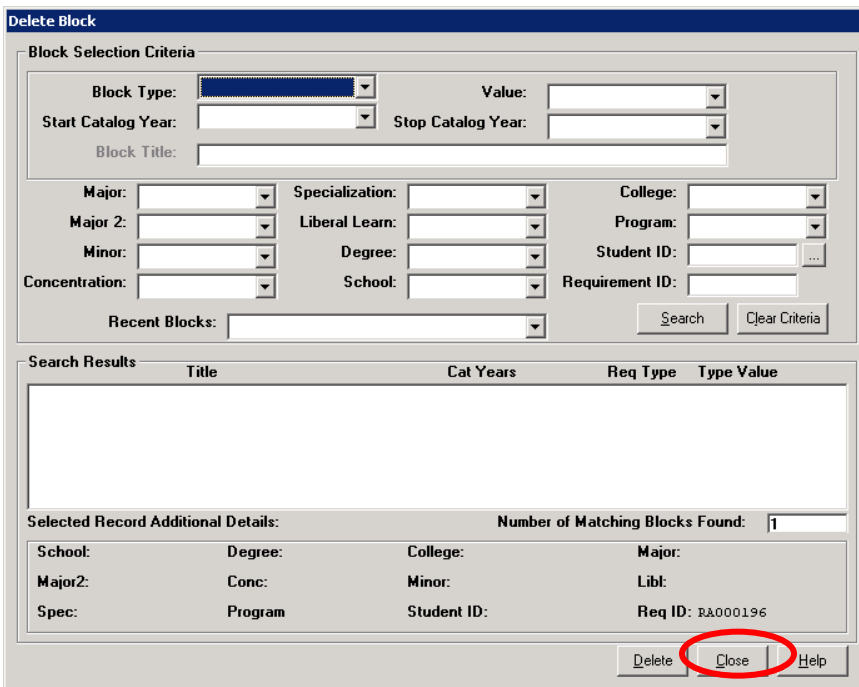 Delete Block
Block Selection Criteria
Block Type: Value:
Start Catalog Year: Stop Catalog Year:
Block Title:
Major: Specialization: College:
Major 2: Liberal Learn: Program:
Minor: Degree: Student ID: ...
Concentration: School: Requirement ID:
Recent Blocks: Search Clear Criteria
Search Results
Title Cat Years Req Type Type Value
Selected Record Additional Details: Number of Matching Blocks Found: 1
School: Degree: College: Major:
Major2: Conc: Minor: Libl:
Spec: Program Student ID: Req ID: RA000196
Delete Close Help